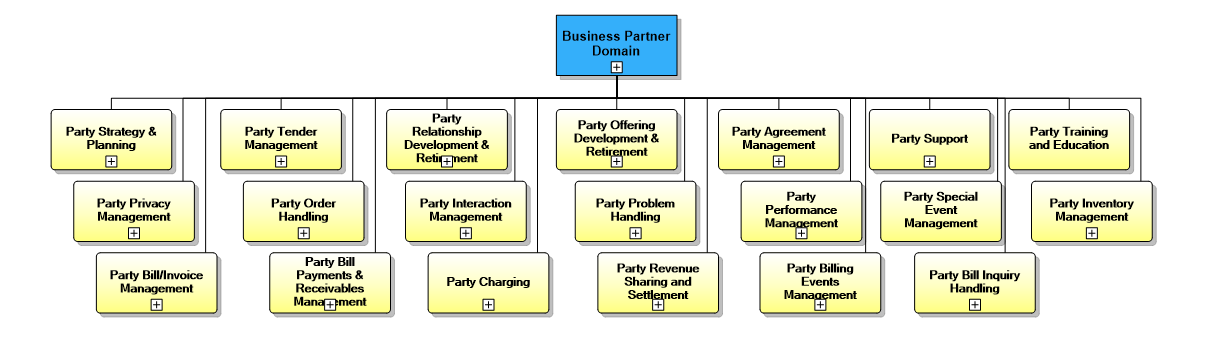 Business Partner
Domain
Party Strategy &
Planning
Party Tender
Management
Party
Relationship
Development &
Retirement
Party Offering
Development &
Retirement
Party Agreement
Management
Party Support
Party Training
and Education
Party Privacy
Management
Party Order
Handling
Party Interaction
Management
Party Problem
Handling
Party
Performance
Management
Party Special
Event
Management
Party Inventory
Management
Party Bill/Invoice
Management
Party Bill
Payments &
Receivables
Management
Party Charging
Party Revenue
Sharing and
Settlement
Party Billing
Events
Management
Party Bill Inquiry
Handling